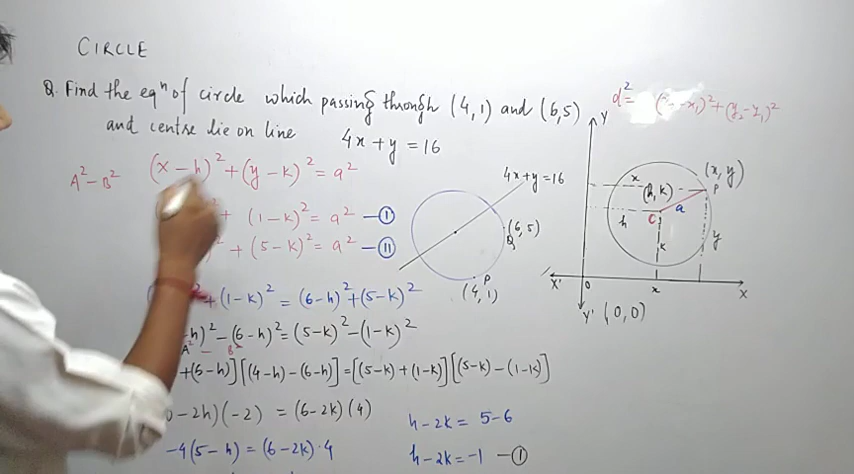 CIRCLE
Q. Find the eqⁿ of circle which passing through (4,1) and (6,5)
and centre lie on line 4x+y=16
A²-B²
(x-h)²+(y-k)²=a²
² + (1-k)² = a² - Ⓘ
² + (5-k)² = a² - Ⓘ Ⓘ
² + (1-k)² = (6-h)²+(5-k)²
-h)²-(6-h)²=(5-k)²-(1-k)²
A² - B²
+(6-h)][(4-h)-(6-h)]=[(5-k)+(1-k)][(5-k)-(1-k)]
0-2h)(-2) = (6-2k)(4)
-4(5-h)=(6-2k)·4
h-2k= 5-6
h-2k=-1 - Ⓘ
4x+y=16
(6,5)
Q
P
(4,1)
d²= -x₁)²+(y₂-y₁)²
Y
(x,y)
P
x
(h,k)
C
a
h
k
y
X'
O
x
X
Y'
(0,0)